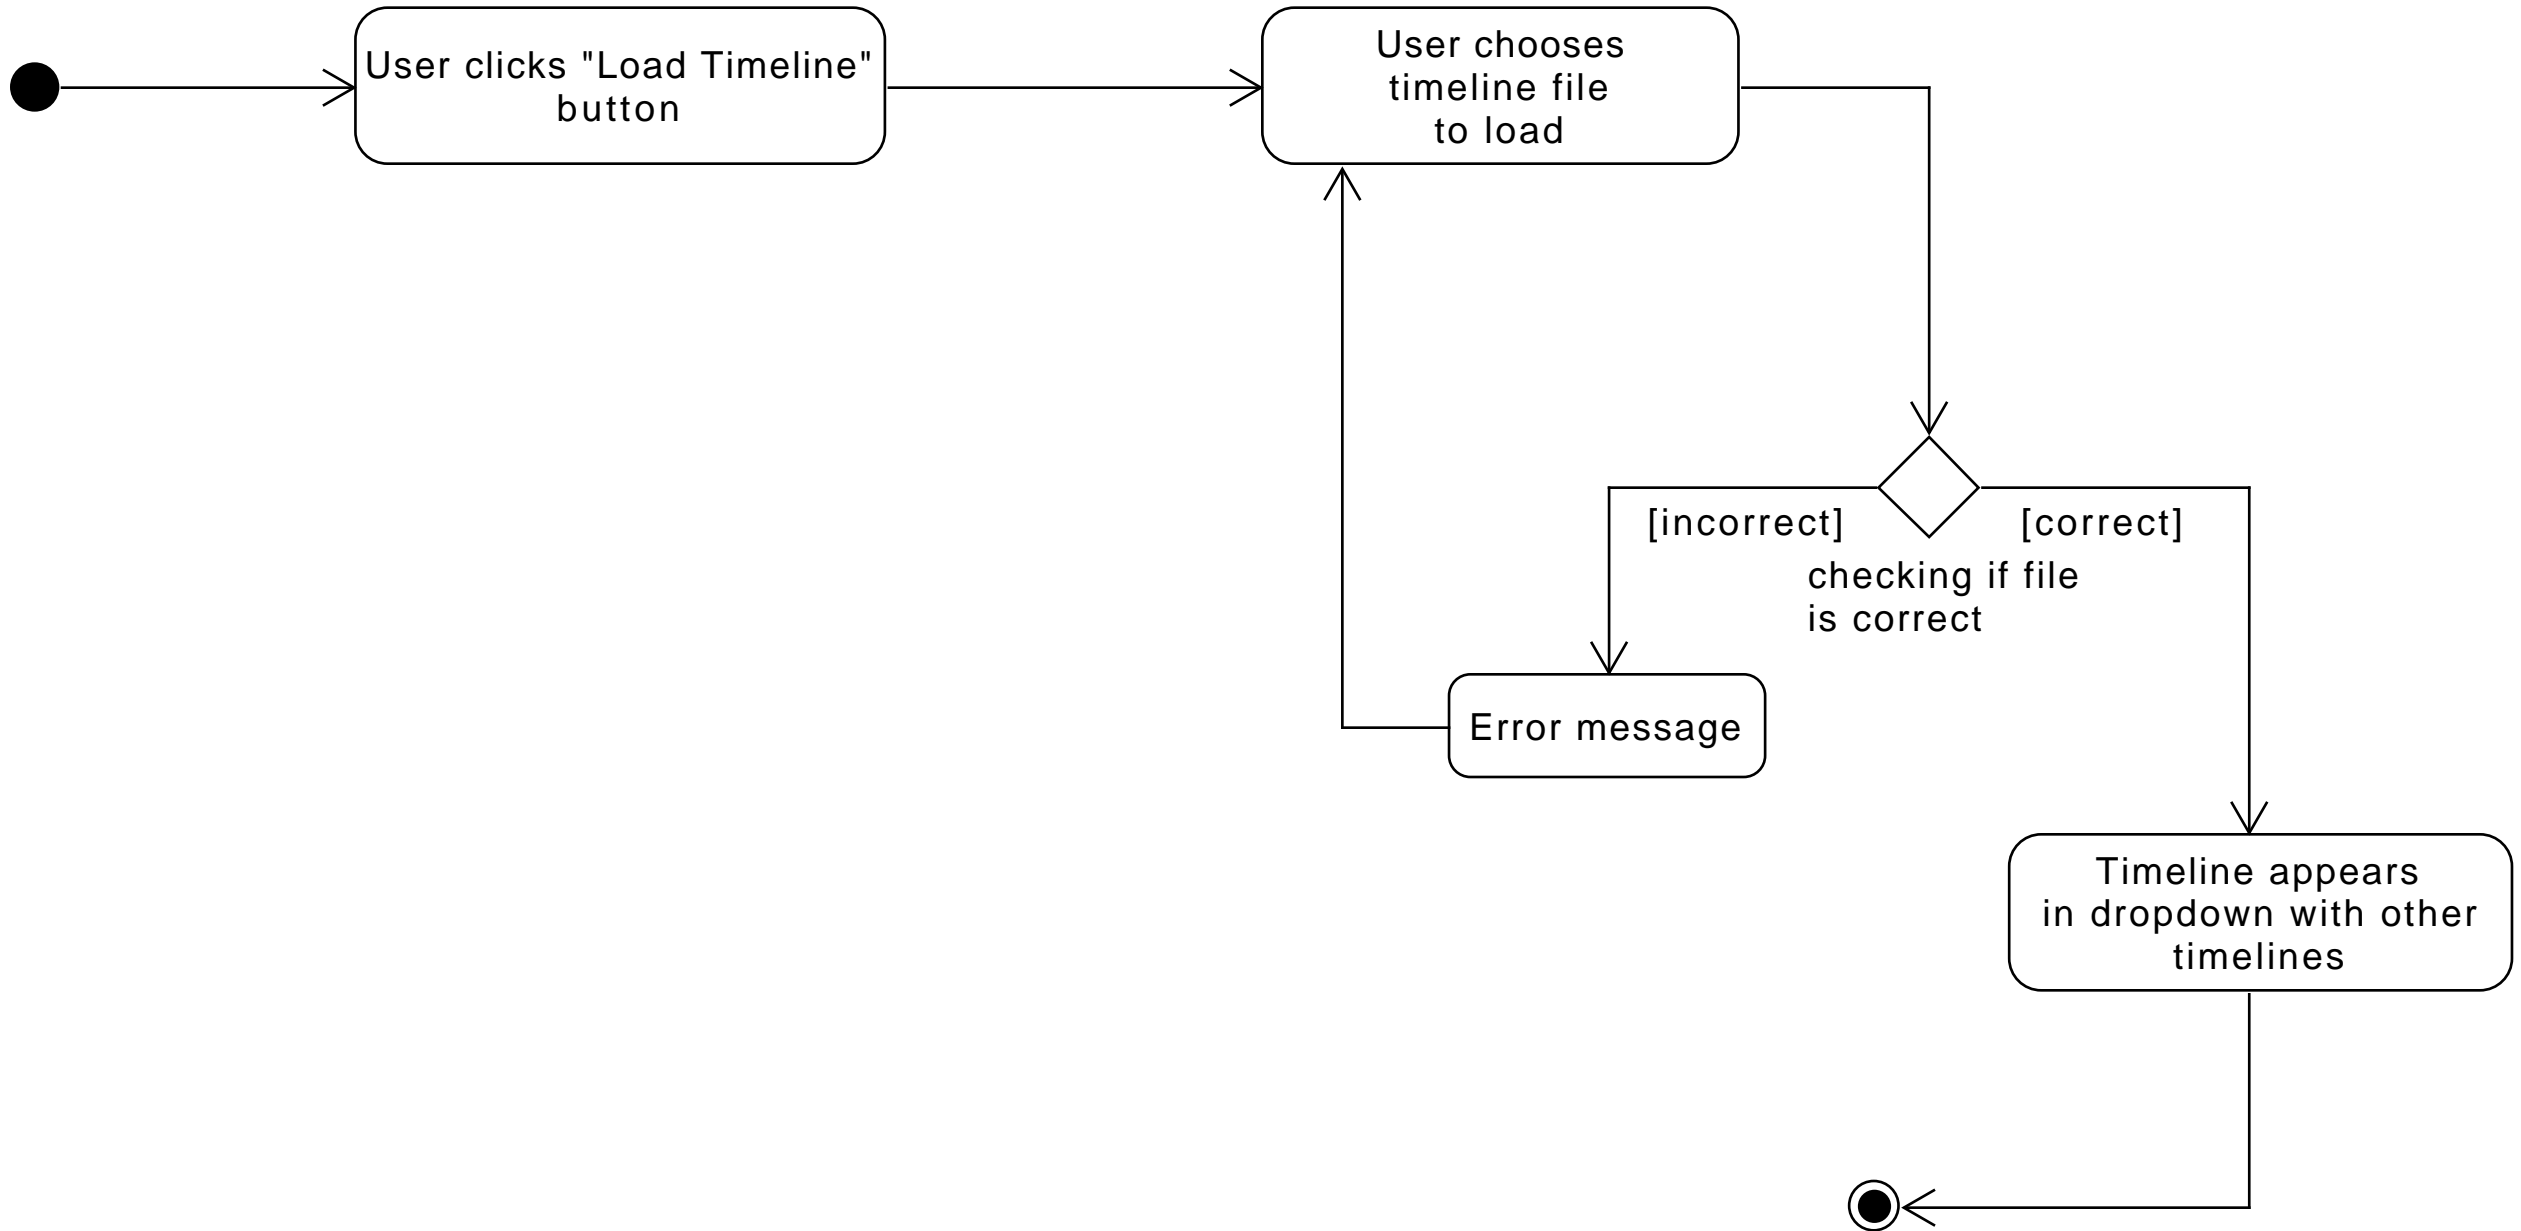 User clicks "Load Timeline"
button
User chooses
timeline file
to load
[incorrect]
[correct]
checking if file
is correct
Error message
Timeline appears
in dropdown with other
timelines